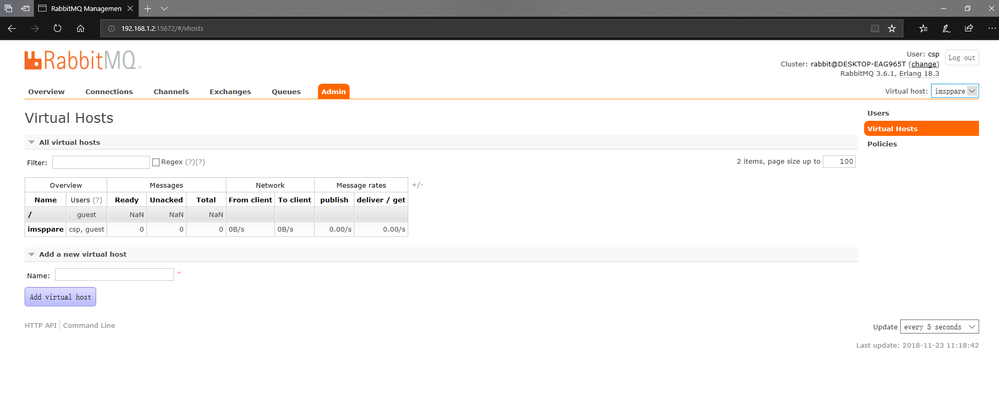 RabbitMQ Managemen
192.168.1.2:15672/#/vhosts
RabbitMQ™
User: csp
Log out
Cluster: rabbit@DESKTOP-EAG965T (change)
RabbitMQ 3.6.1, Erlang 18.3
Overview Connections Channels Exchanges Queues Admin
Virtual host: imsppare
Virtual Hosts
Users
Virtual Hosts
Policies
All virtual hosts
Filter: Regex (?)(?)
2 items, page size up to 100
Overview Messages Network Message rates +/-
Name Users (?) Ready Unacked Total From client To client publish deliver / get
/ guest NaN NaN NaN
imsppare csp, guest 0 0 0 0B/s 0B/s 0.00/s 0.00/s
Add a new virtual host
Name: *
Add virtual host
HTTP API Command Line
Update every 5 seconds
Last update: 2018-11-23 11:18:42